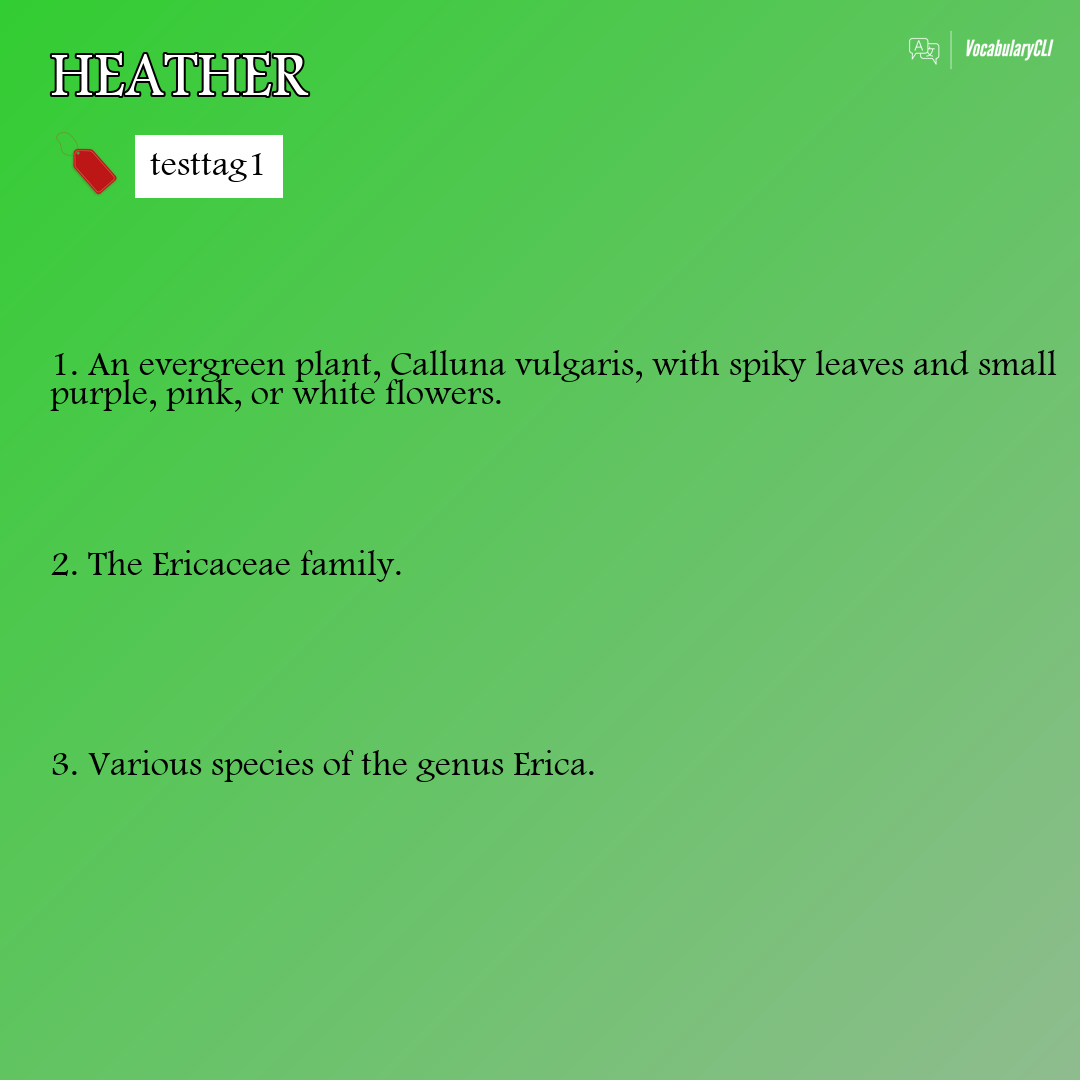 HEATHER
VocabularyCLI
testtag1
1. An evergreen plant, Calluna vulgaris, with spiky leaves and small
purple, pink, or white flowers.
2. The Ericaceae family.
3. Various species of the genus Erica.